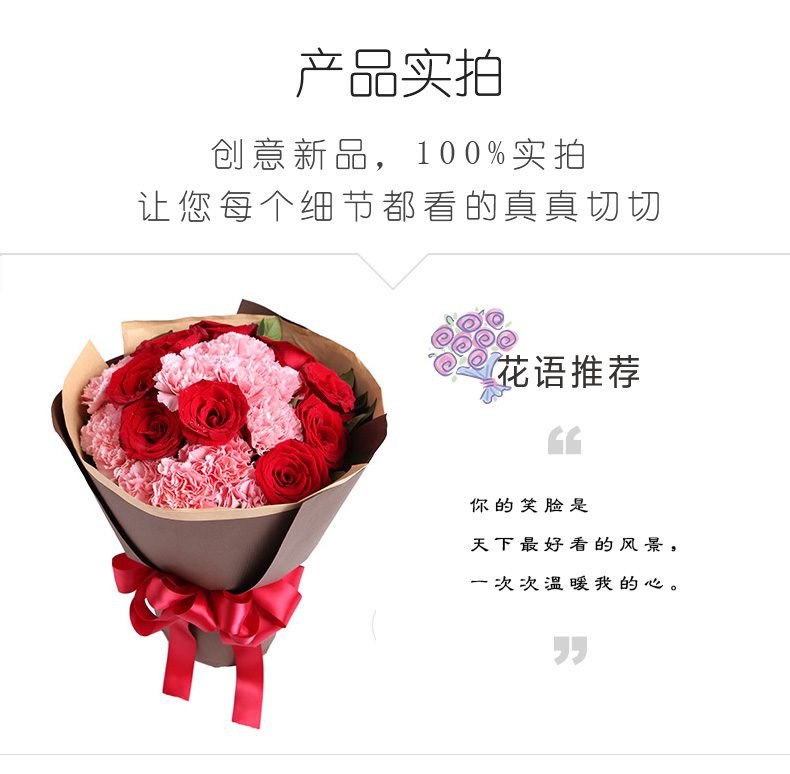 产品实拍
创意新品，100%实拍
让您每个细节都看的真真切切
花语推荐
“
你的笑脸是
天下最好看的风景，
一次次温暖我的心。
”